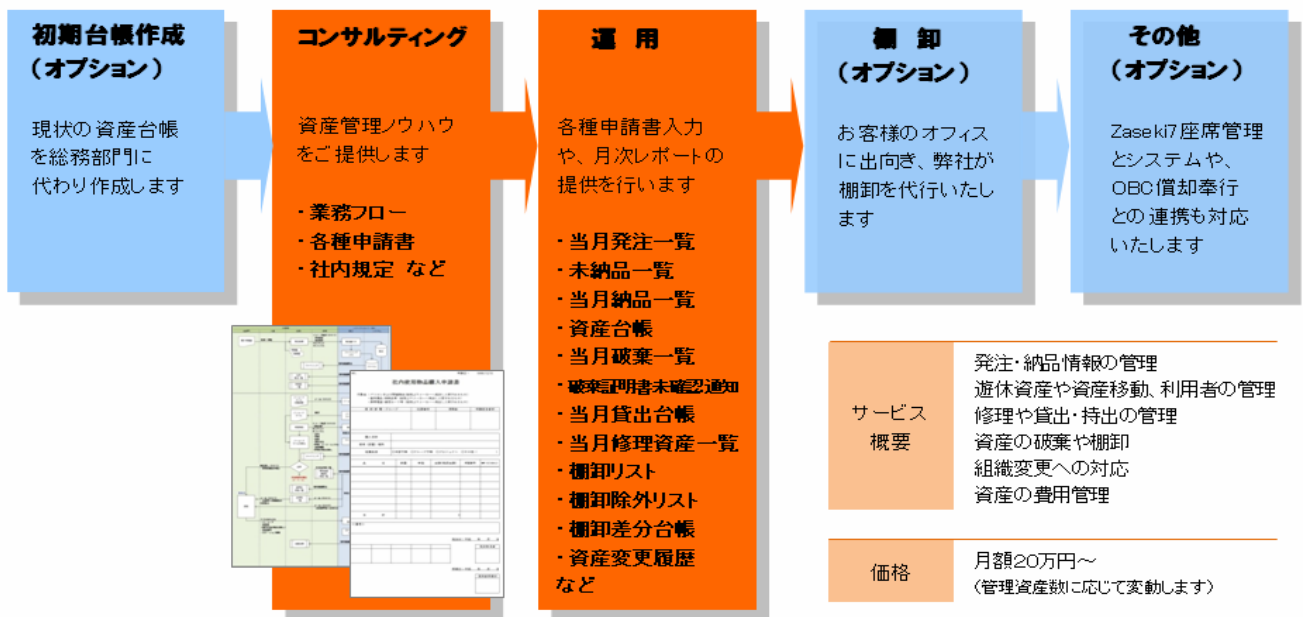 初期台帳作成
（オプション）
現状の資産台帳
を総務部門に
代わり作成します
コンサルティング
資産管理ノウハウ
をご提供します
・業務フロー
・各種申請書
・社内規定 など
運 用
各種申請書入力
や、月次レポートの
提供を行います
・当月発注一覧
・未納品一覧
・当月納品一覧
・資産台帳
・当月破棄一覧
・破棄証明書未確認通知
・当月貸出台帳
・当月修理資産一覧
・棚卸リスト
・棚卸除外リスト
・棚卸差分台帳
・資産変更履歴
など
棚 卸
（オプション）
お客様のオフィス
に出向き、弊社が
棚卸を代行いたし
ます
その他
（オプション）
Zaseki7座席管理
とシステムや、
OBC償却奉行
との連携も対応
いたします
社内使用物品購入申請書
サービス
概要
発注・納品情報の管理
遊休資産や資産移動、利用者の管理
修理や貸出・持出の管理
資産の破棄や棚卸
組織変更への対応
資産の費用管理
価格
月額20万円～
（管理資産数に応じて変動します）